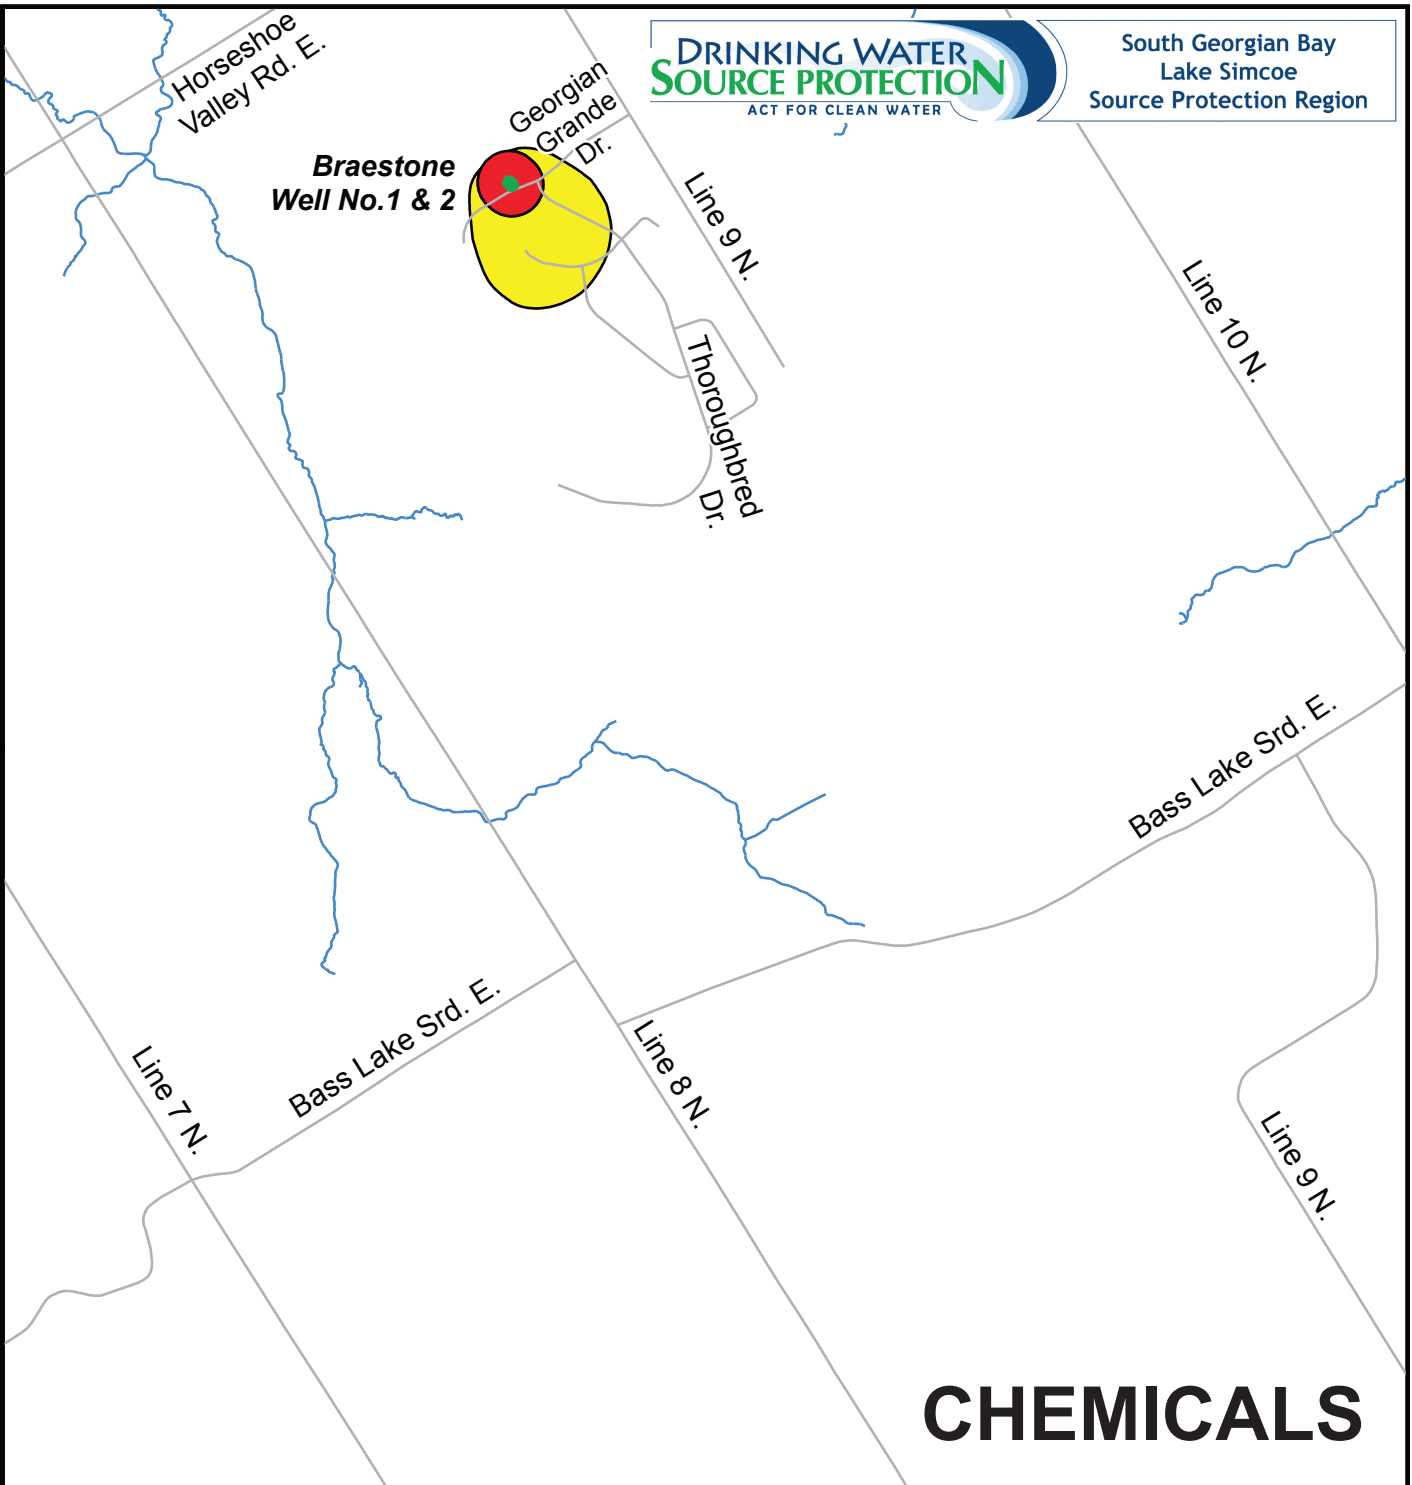 Horseshoe
Valley Rd. E.
DRINKING WATER
SOURCE PROTECTION
ACT FOR CLEAN WATER
South Georgian Bay
Lake Simcoe
Source Protection Region
Georgian
Grande
Dr.
Braestone
Well No.1 & 2
Line 9 N.
Line 10 N.
Thoroughbred
Dr.
Bass Lake Srd. E.
Bass Lake Srd. E.
Line 7 N.
Line 8 N.
Line 9 N.
CHEMICALS